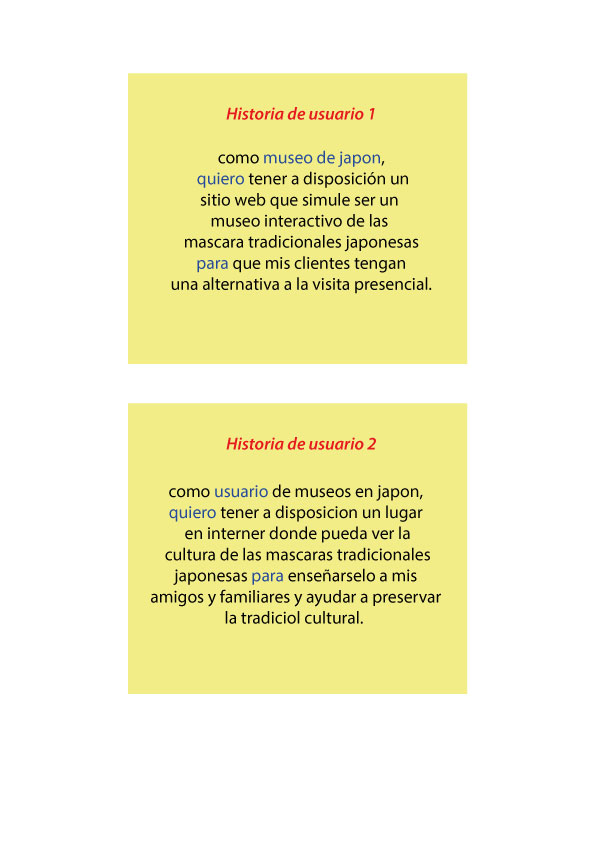 Historia de usuario 1
como museo de japon,
quiero tener a disposición un
sitio web que simule ser un
museo interactivo de las
mascara tradicionales japonesas
para que mis clientes tengan
una alternativa a la visita presencial.
Historia de usuario 2
como usuario de museos en japon,
quiero tener a disposicion un lugar
en interner donde pueda ver la
cultura de las mascaras tradicionales
japonesas para enseñarselo a mis
amigos y familiares y ayudar a preservar
la tradiciol cultural.